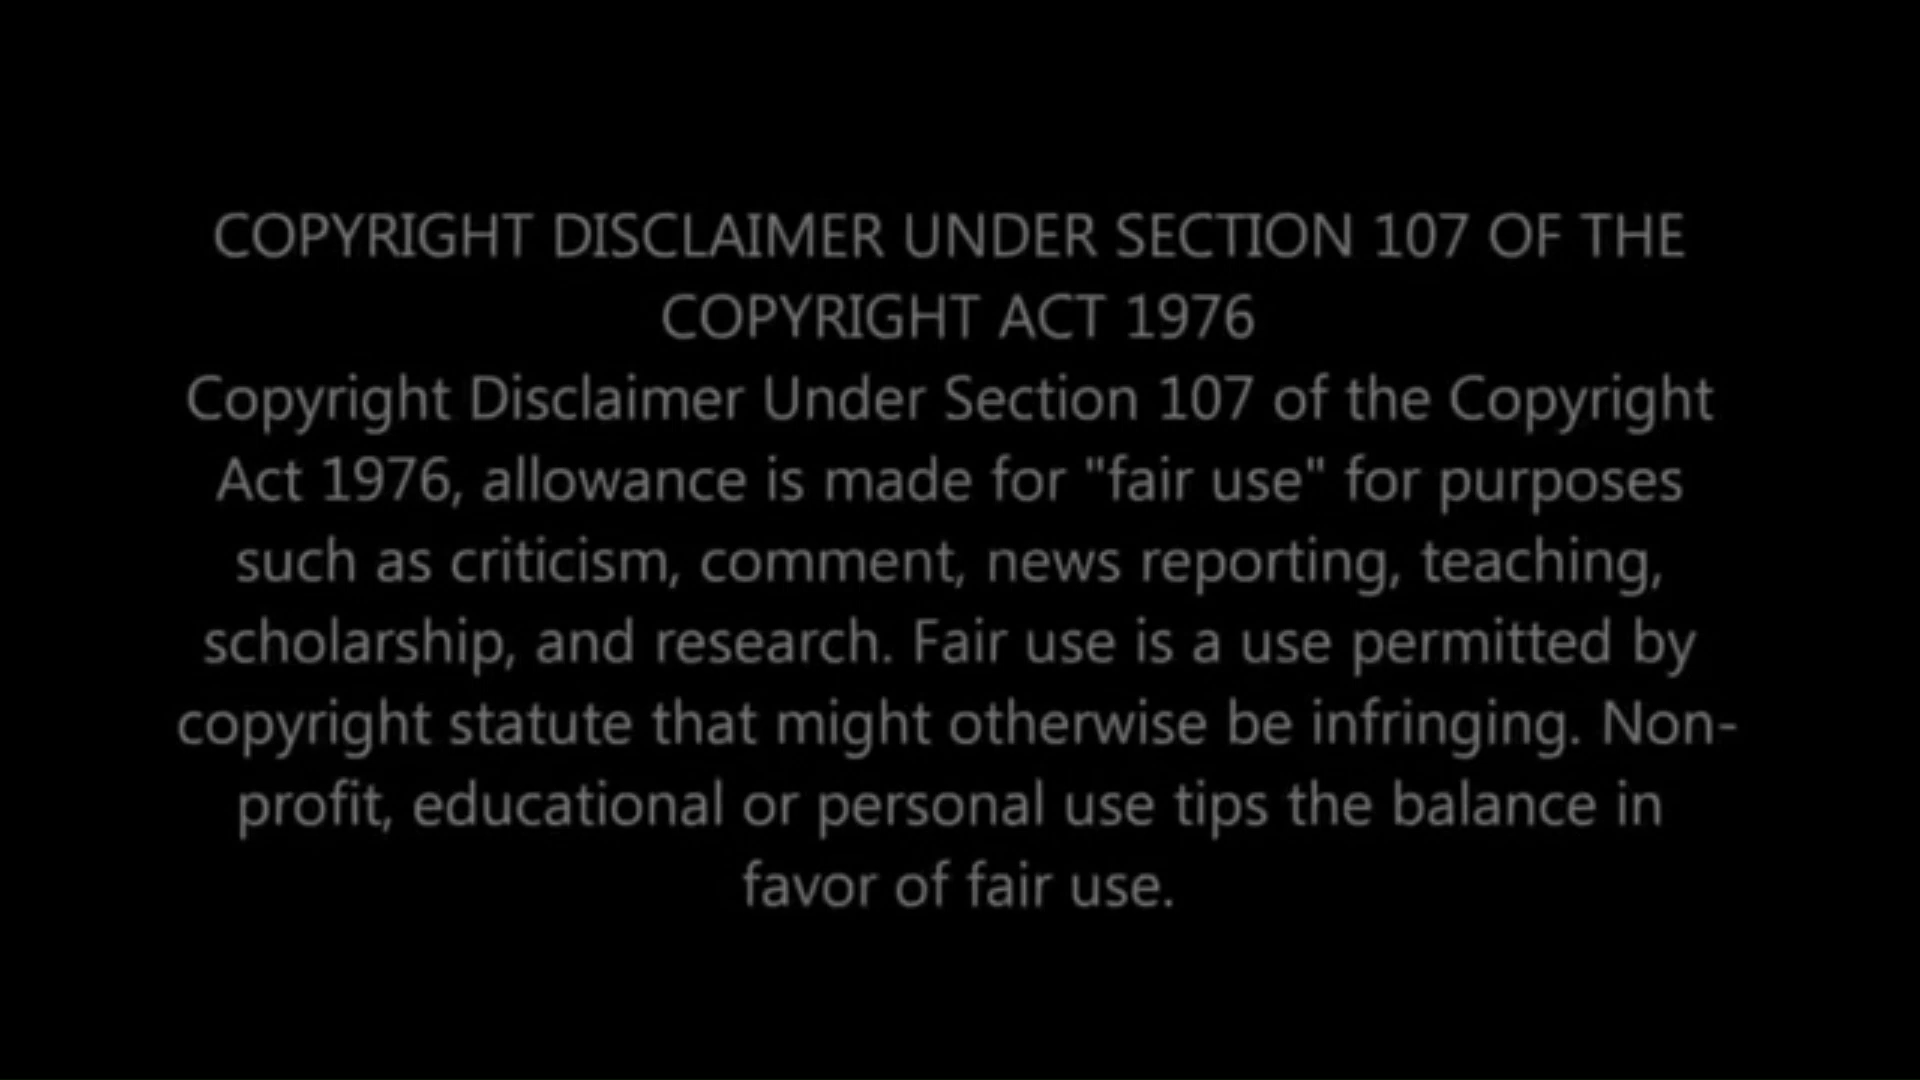 COPYRIGHT DISCLAIMER UNDER SECTION 107 OF THE
COPYRIGHT ACT 1976
Copyright Disclaimer Under Section 107 of the Copyright
Act 1976, allowance is made for "fair use" for purposes
such as criticism, comment, news reporting, teaching,
scholarship, and research. Fair use is a use permitted by
copyright statute that might otherwise be infringing. Non-
profit, educational or personal use tips the balance in
favor of fair use.